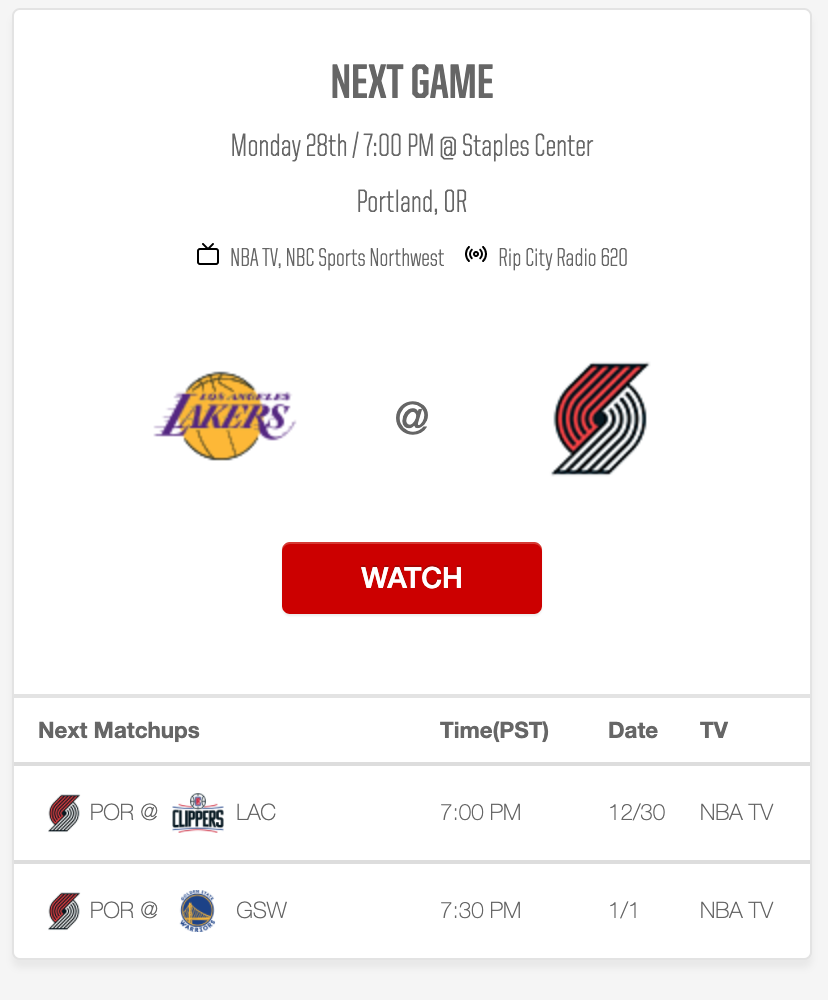 NEXT GAME
Monday 28th / 7:00 PM @ Staples Center
Portland, OR
NBA TV, NBC Sports Northwest Rip City Radio 620
LOS ANGELES
LAKERS
@
WATCH
Next Matchups Time(PST) Date TV
POR @ CLIPPERS LAC 7:00 PM 12/30 NBA TV
POR @ GOLDEN STATE WARRIORS GSW 7:30 PM 1/1 NBA TV